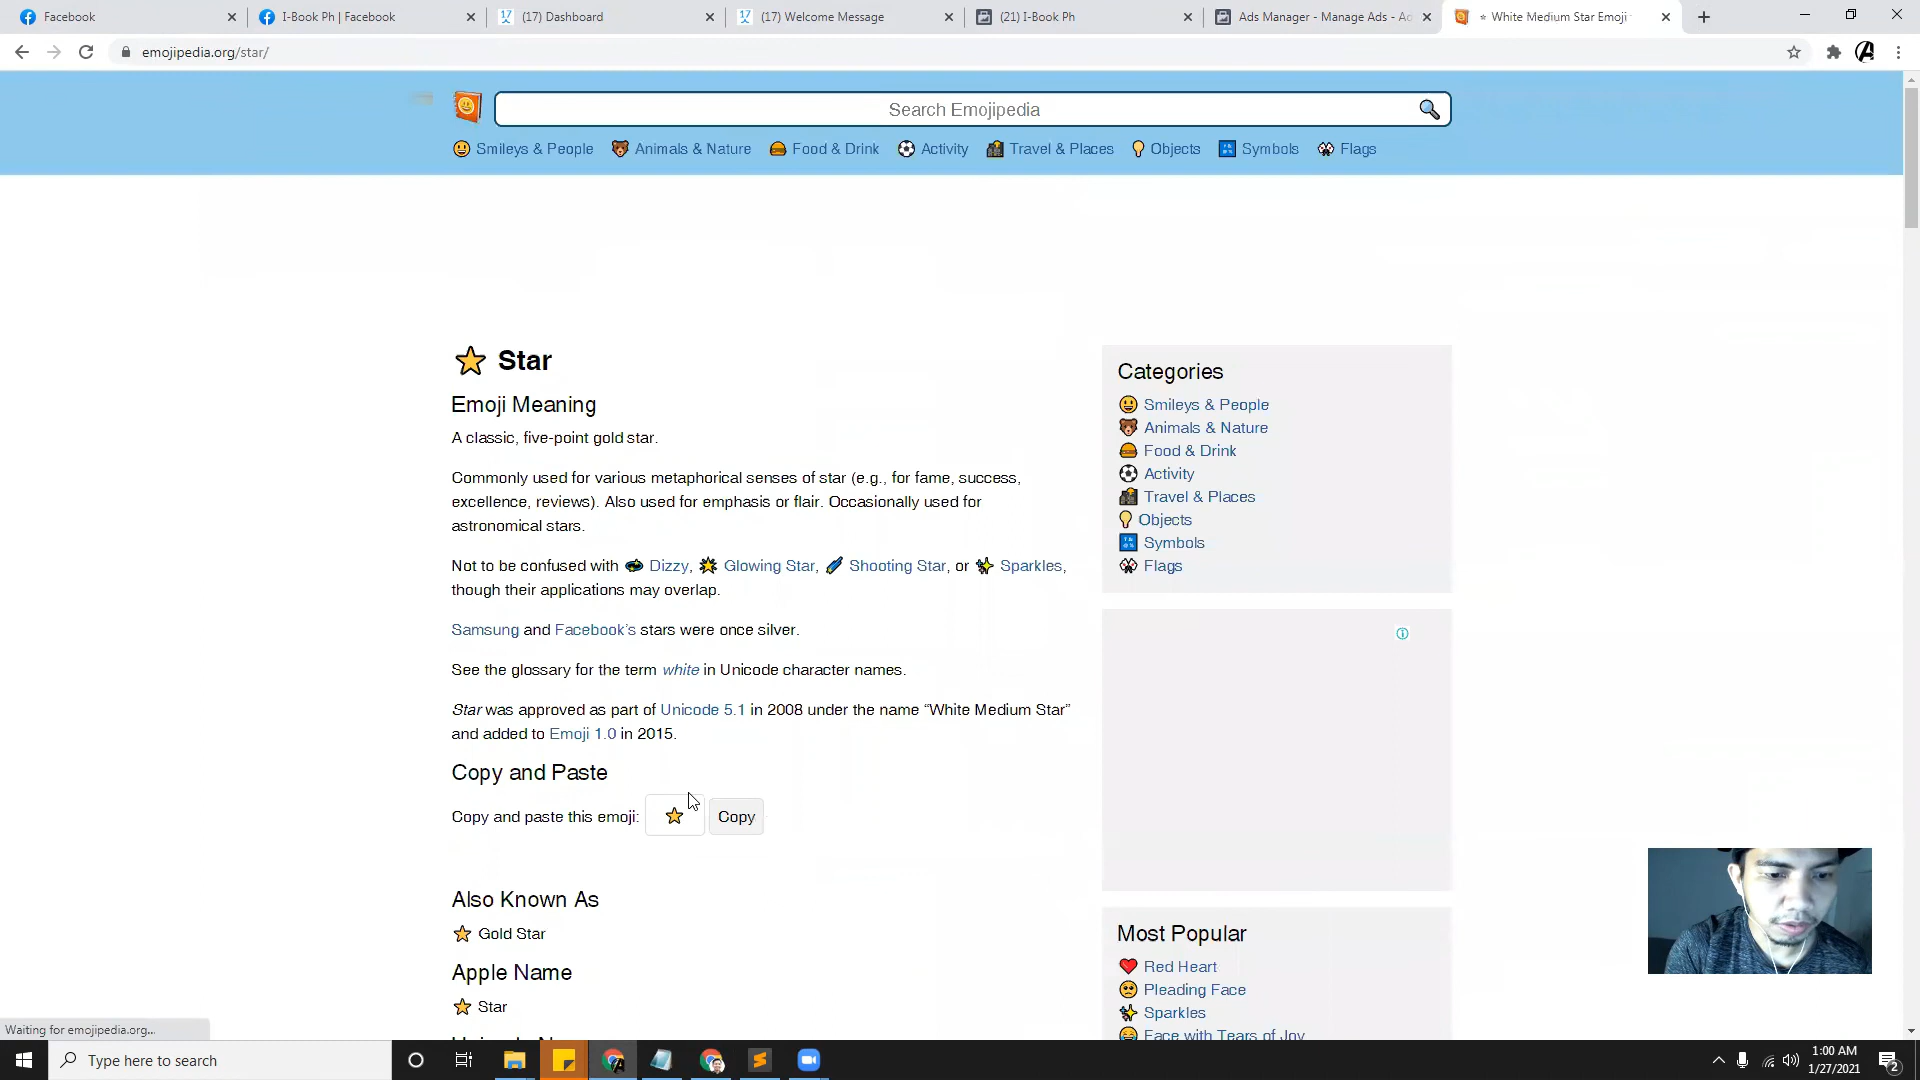 Facebook
I-Book Ph | Facebook
(17) Dashboard
(17) Welcome Message
(21) I-Book Ph
Ads Manager - Manage Ads - Ad
⭐ White Medium Star Emoji
emojipedia.org/star/
Search Emojipedia
Smileys & People
Animals & Nature
Food & Drink
Activity
Travel & Places
Objects
Symbols
Flags
⭐ Star
Emoji Meaning
A classic, five-point gold star.
Commonly used for various metaphorical senses of star (e.g., for fame, success,
excellence, reviews). Also used for emphasis or flair. Occasionally used for
astronomical stars.
Not to be confused with 💫 Dizzy, 🌟 Glowing Star, ☄️ Shooting Star, or ✨ Sparkles,
though their applications may overlap.
Samsung and Facebook's stars were once silver.
See the glossary for the term white in Unicode character names.
Star was approved as part of Unicode 5.1 in 2008 under the name “White Medium Star”
and added to Emoji 1.0 in 2015.
Copy and Paste
Copy and paste this emoji: ⭐ Copy
Also Known As
⭐ Gold Star
Apple Name
⭐ Star
Categories
Smileys & People
Animals & Nature
Food & Drink
Activity
Travel & Places
Objects
Symbols
Flags
Most Popular
Red Heart
Pleading Face
Sparkles
Face with Tears of Joy
Waiting for emojipedia.org...
Type here to search
1:00 AM
1/27/2021
2